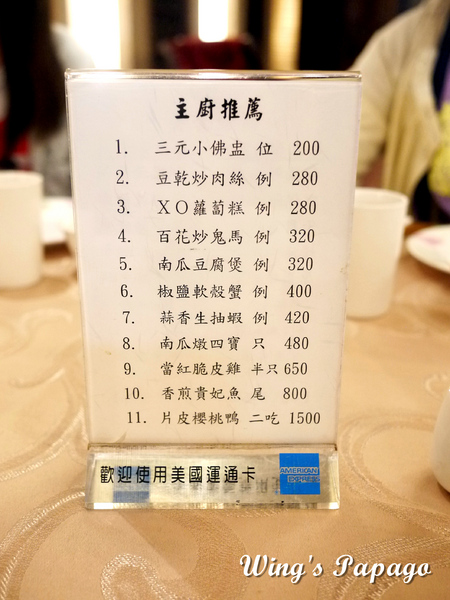 主廚推薦
1. 三元小佛盅 位 200
2. 豆乾炒肉絲 例 280
3. XO蘿蔔糕 例 280
4. 百花炒鬼馬 例 320
5. 南瓜豆腐煲 例 320
6. 椒鹽軟殼蟹 例 400
7. 蒜香生抽蝦 例 420
8. 南瓜燉四寶 只 480
9. 當紅脆皮雞 半只 650
10. 香煎貴妃魚 尾 800
11. 片皮櫻桃鴨 二吃 1500
歡迎使用美國運通卡
AMERICAN
EXPRESS
Wing's Papago